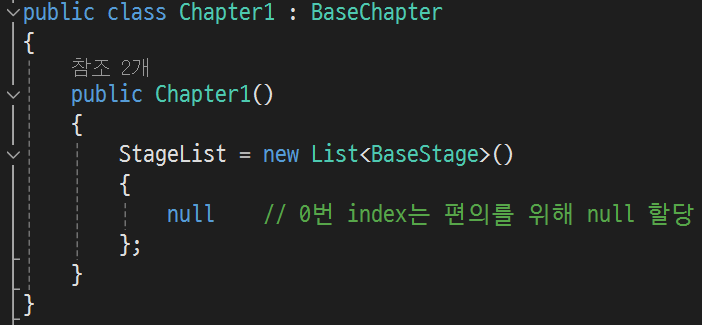 public class Chapter1 : BaseChapter
{
참조 2개
public Chapter1()
{
StageList = new List<BaseStage>()
{
null // 0번 index는 편의를 위해 null 할당
};
}
}